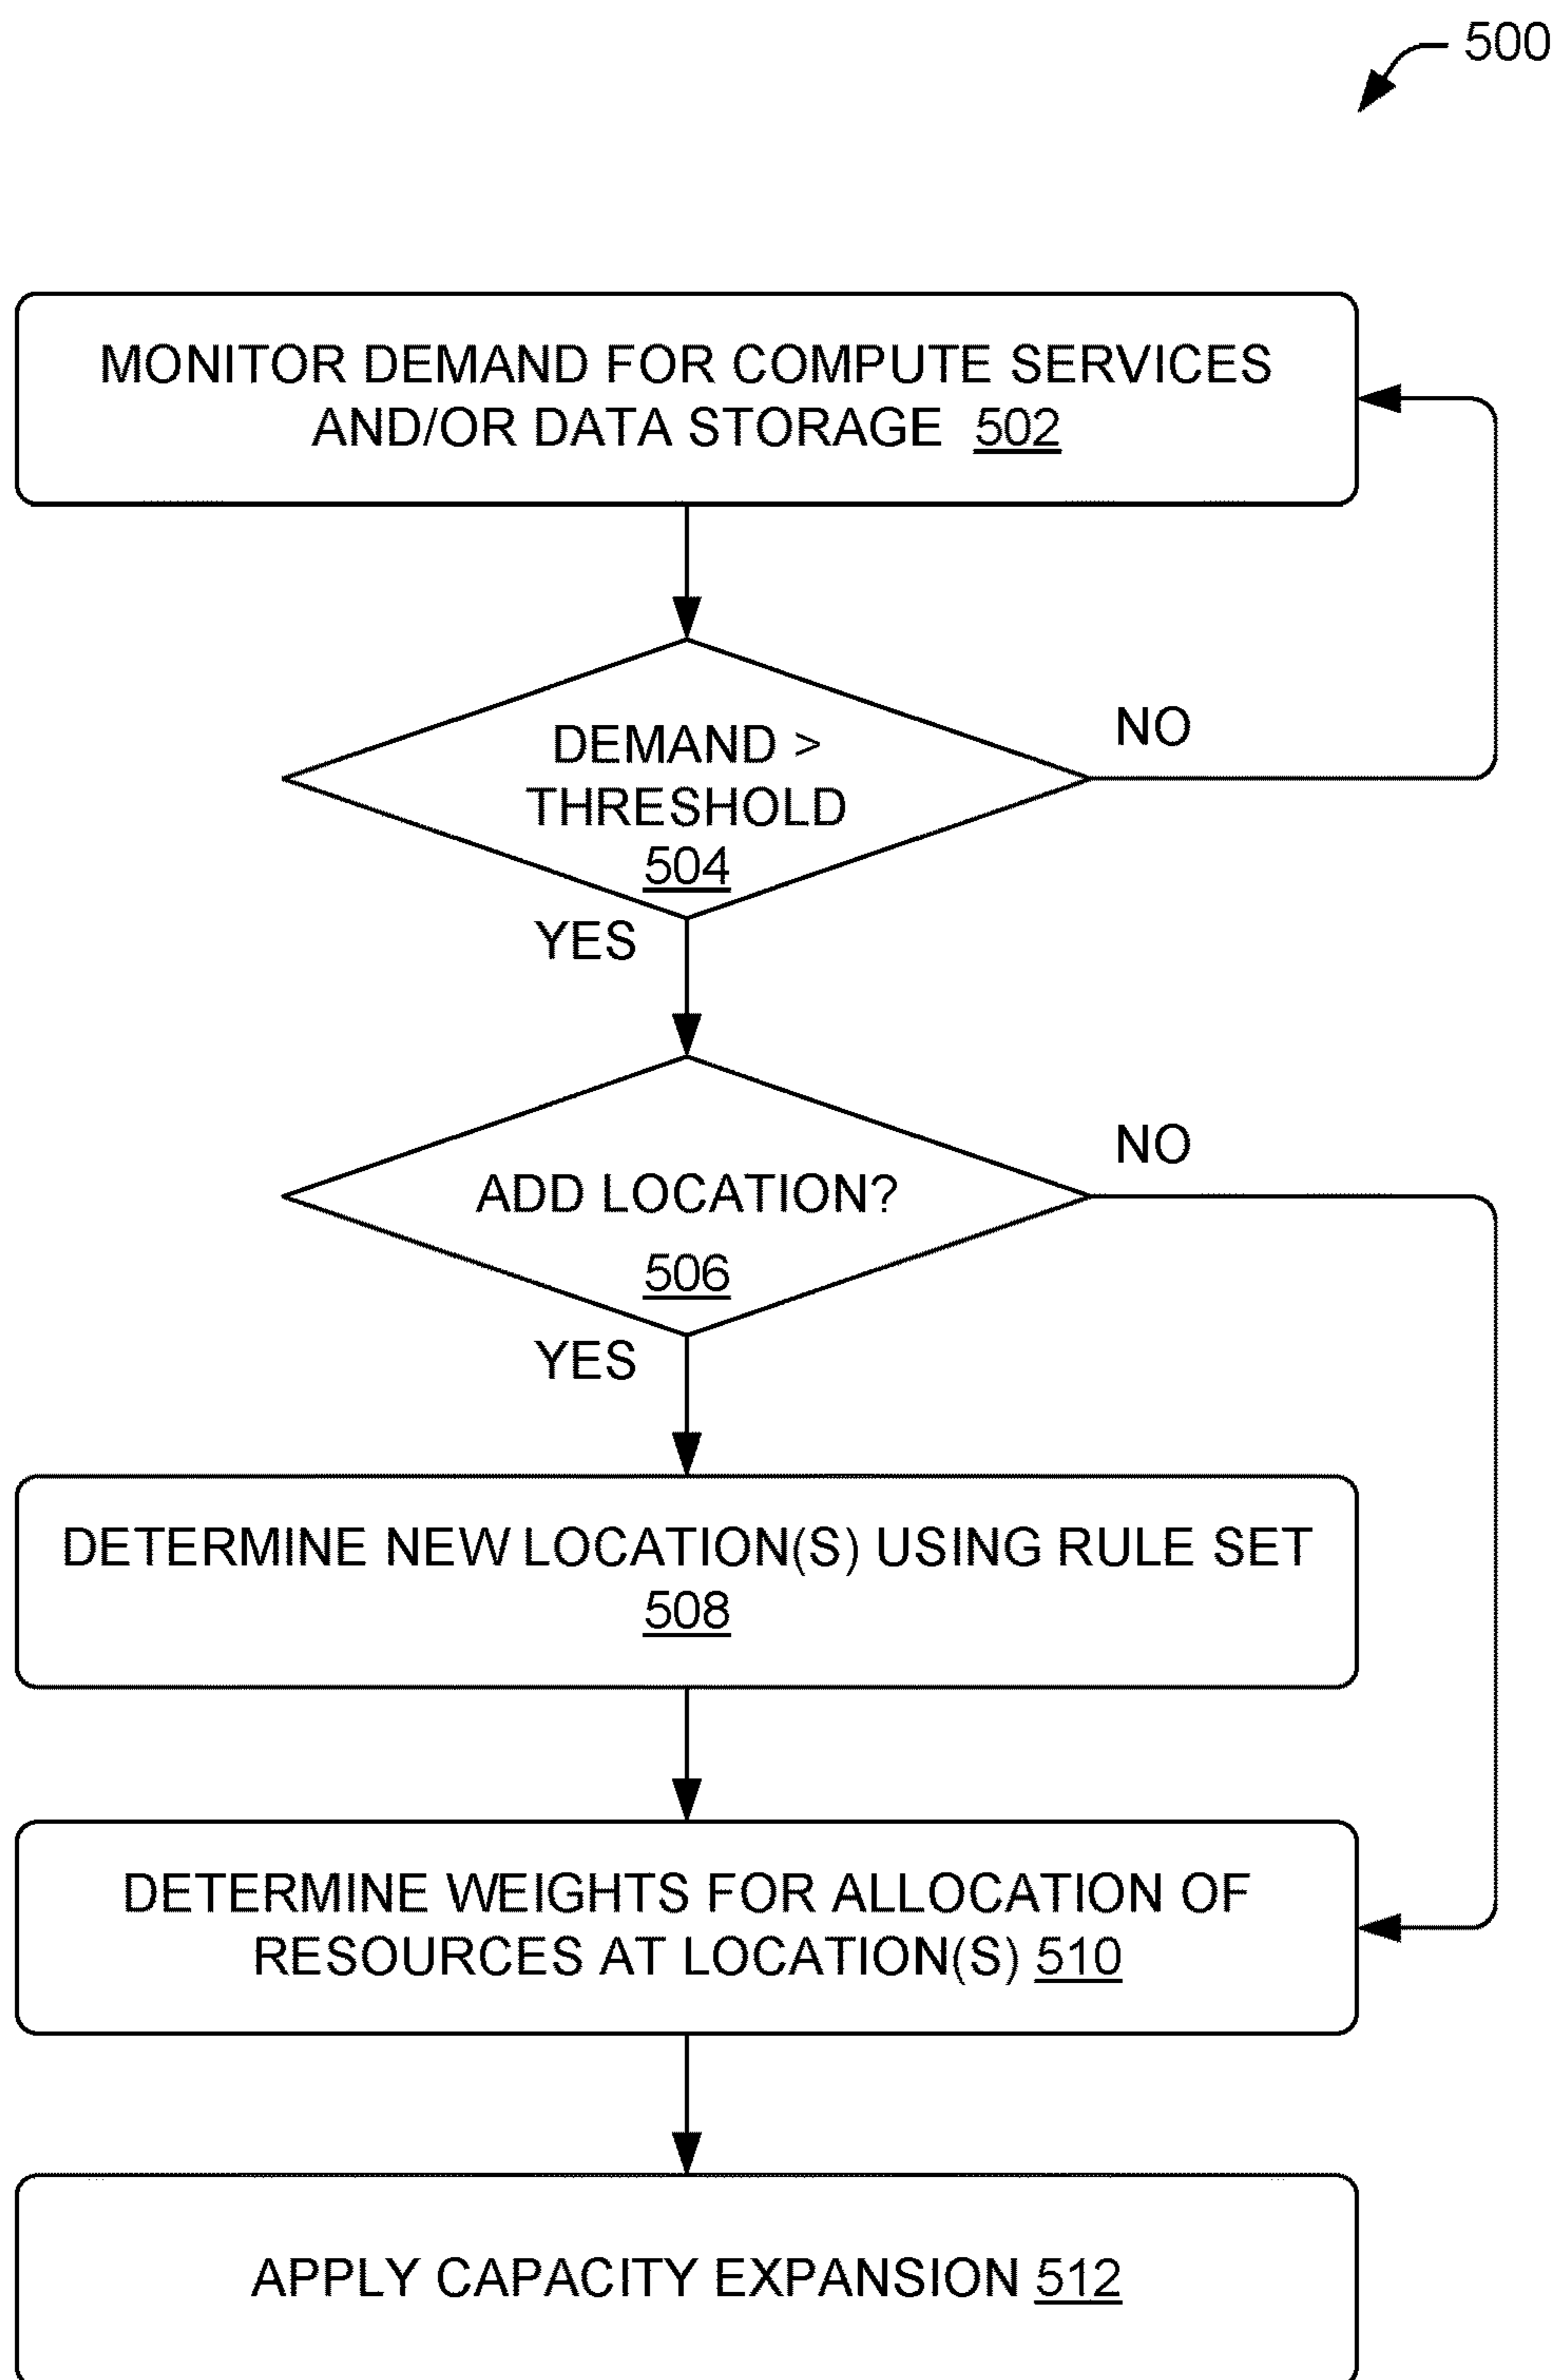 500
MONITOR DEMAND FOR COMPUTE SERVICES
AND/OR DATA STORAGE 502
DEMAND >
THRESHOLD
504
NO
YES
ADD LOCATION?
506
NO
YES
DETERMINE NEW LOCATION(S) USING RULE SET
508
DETERMINE WEIGHTS FOR ALLOCATION OF
RESOURCES AT LOCATION(S) 510
APPLY CAPACITY EXPANSION 512